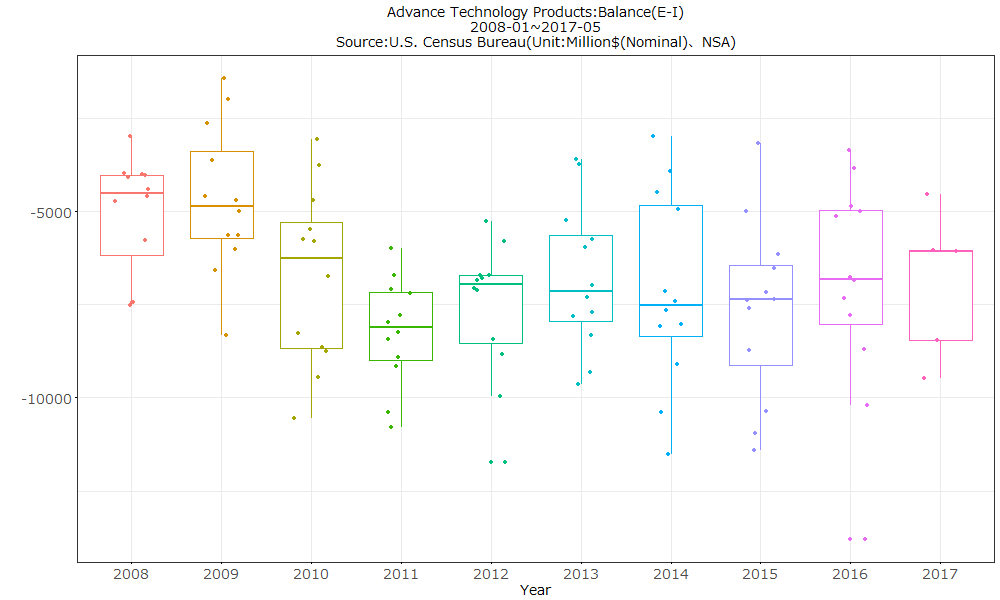 Advance Technology Products:Balance(E-I)
2008-01~2017-05
Source:U.S. Census Bureau(Unit:Million$(Nominal)、NSA)
-5000
-10000
2008 2009 2010 2011 2012 2013 2014 2015 2016 2017
Year